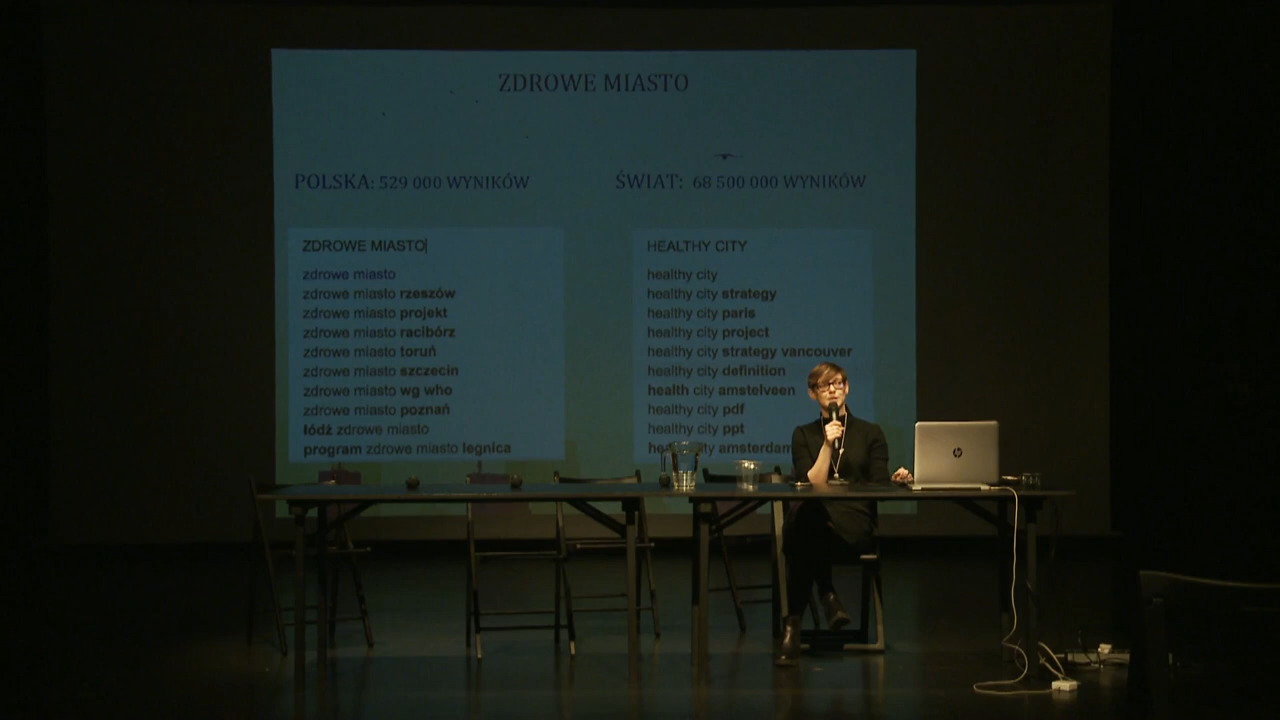 ZDROWE MIASTO
POLSKA: 529 000 WYNIKÓW
ŚWIAT: 68 500 000 WYNIKÓW
ZDROWE MIASTO
zdrowe miasto
zdrowe miasto rzeszów
zdrowe miasto projekt
zdrowe miasto racibórz
zdrowe miasto toruń
zdrowe miasto szczecin
zdrowe miasto wg who
zdrowe miasto poznań
łódź zdrowe miasto
program zdrowe miasto legnica
HEALTHY CITY
healthy city
healthy city strategy
healthy city paris
healthy city project
healthy city strategy vancouver
healthy city definition
health city amstelveen
healthy city pdf
healthy city ppt
amsterdam
hp